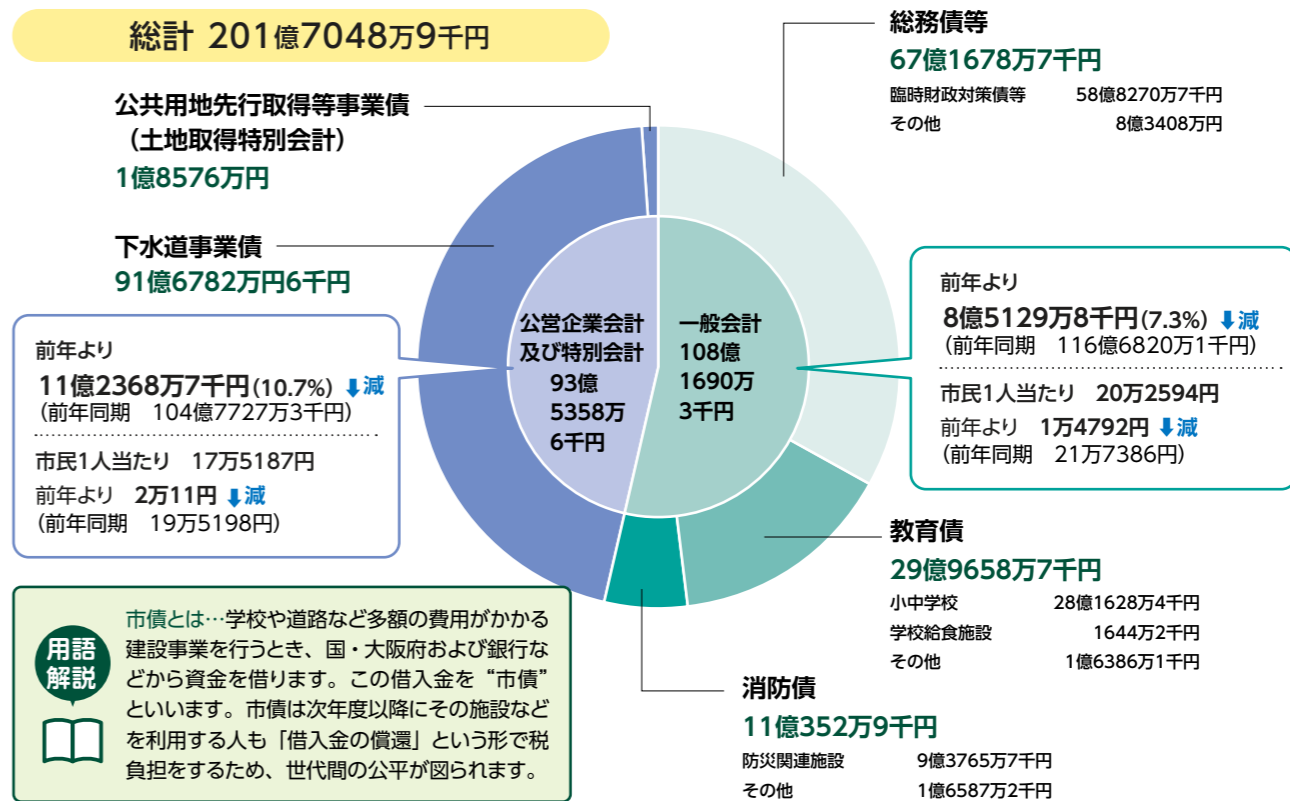 総計 201億7048万9千円
公共用地先行取得等事業債
（土地取得特別会計）
1億8576万円
下水道事業債
91億6782万円6千円
前年より
11億2368万7千円(10.7%) ⬇減
(前年同期 104億7727万3千円)
市民1人当たり 17万5187円
前年より 2万11円 ⬇減
(前年同期 19万5198円)
公営企業会計
及び特別会計
93億
5358万
6千円
一般会計
108億
1690万
3千円
総務債等
67億1678万7千円
臨時財政対策債等 58億8270万7千円
その他 8億3408万円
前年より
8億5129万8千円(7.3%) ⬇減
(前年同期 116億6820万1千円)
市民1人当たり 20万2594円
前年より 1万4792円 ⬇減
(前年同期 21万7386円)
教育債
29億9658万7千円
小中学校 28億1628万4千円
学校給食施設 1644万2千円
その他 1億6386万1千円
消防債
11億352万9千円
防災関連施設 9億3765万7千円
その他 1億6587万2千円
用語
解説
市債とは…学校や道路など多額の費用がかかる
建設事業を行うとき、国・大阪府および銀行な
どから資金を借ります。この借入金を“市債”
といいます。市債は次年度以降にその施設など
を利用する人も「借入金の償還」という形で税
負担をするため、世代間の公平が図られます。